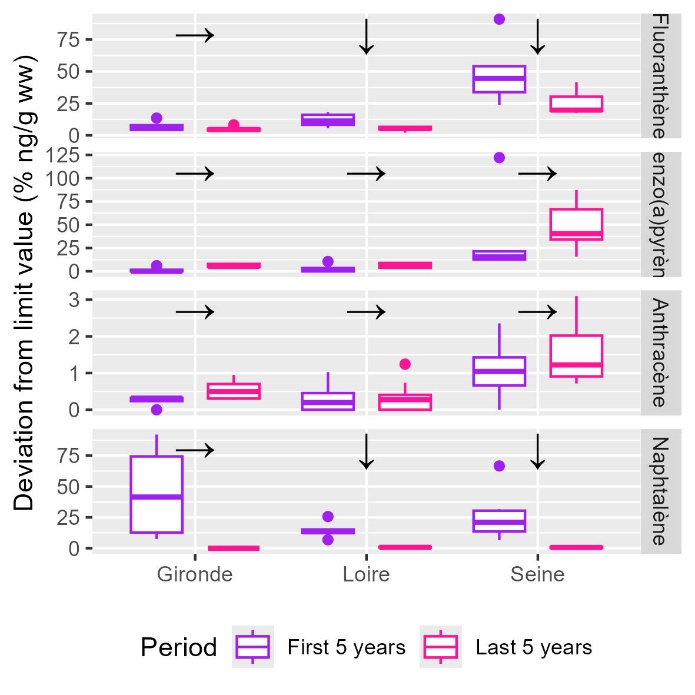 Deviation from limit value (% ng/g ww)
75
50
25
0
Fluoranthène
125
100
75
50
25
0
enzo(a)pyrèn
3
2
1
0
Anthracène
75
50
25
0
Naphtalène
Gironde Loire Seine
Period First 5 years Last 5 years